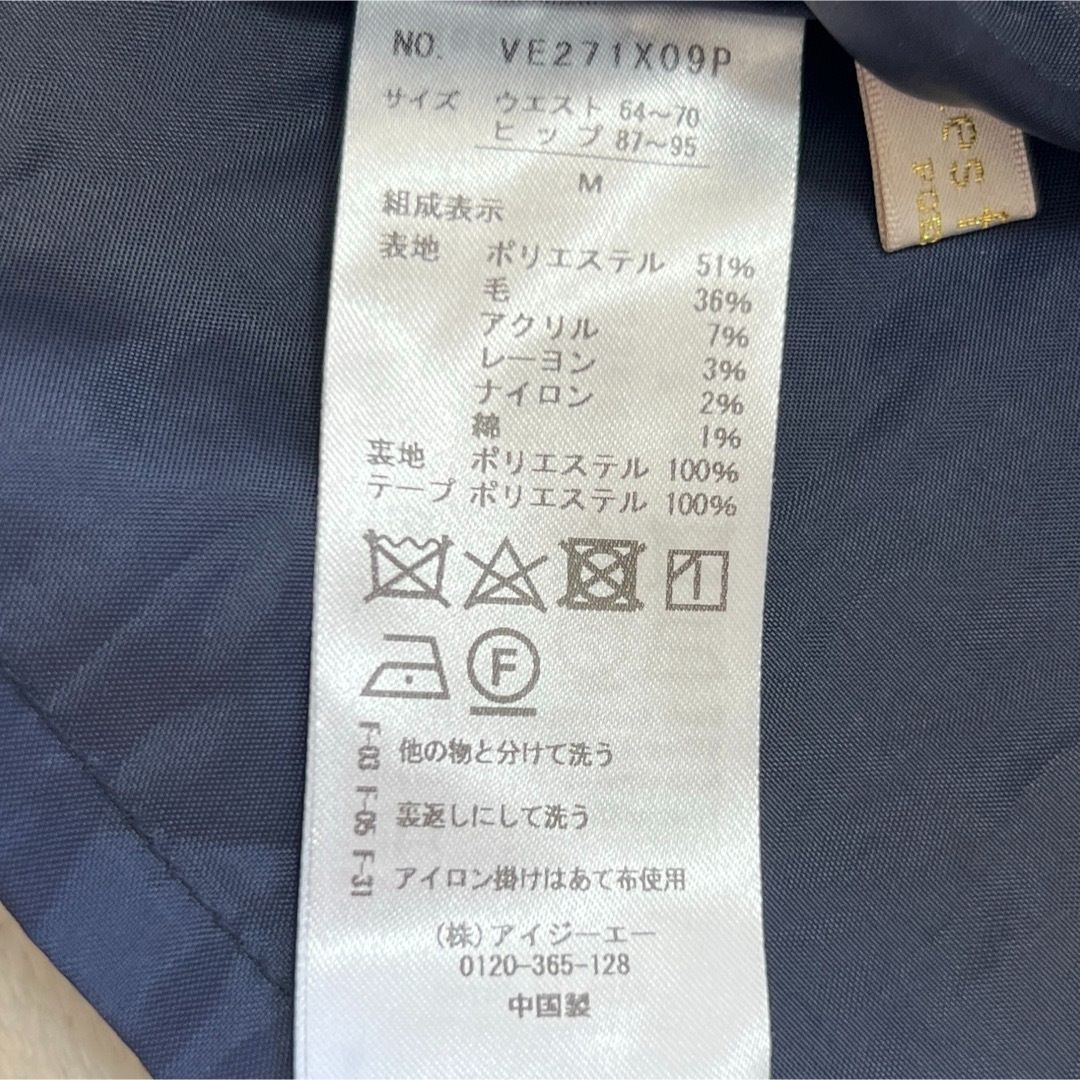 NO. VE271X09P
サイズ ウエスト 64～70
ヒップ 87～95
M
組成表示
表地 ポリエステル 51%
毛 36%
アクリル 7%
レーヨン 3%
ナイロン 2%
綿 1%
裏地 ポリエステル 100%
テープ ポリエステル 100%
1
F
F-03 他の物と分けて洗う
F-05 裏返しにして洗う
F-31 アイロン掛けはあて布使用
(株)アイジーエー
0120-365-128
中国製